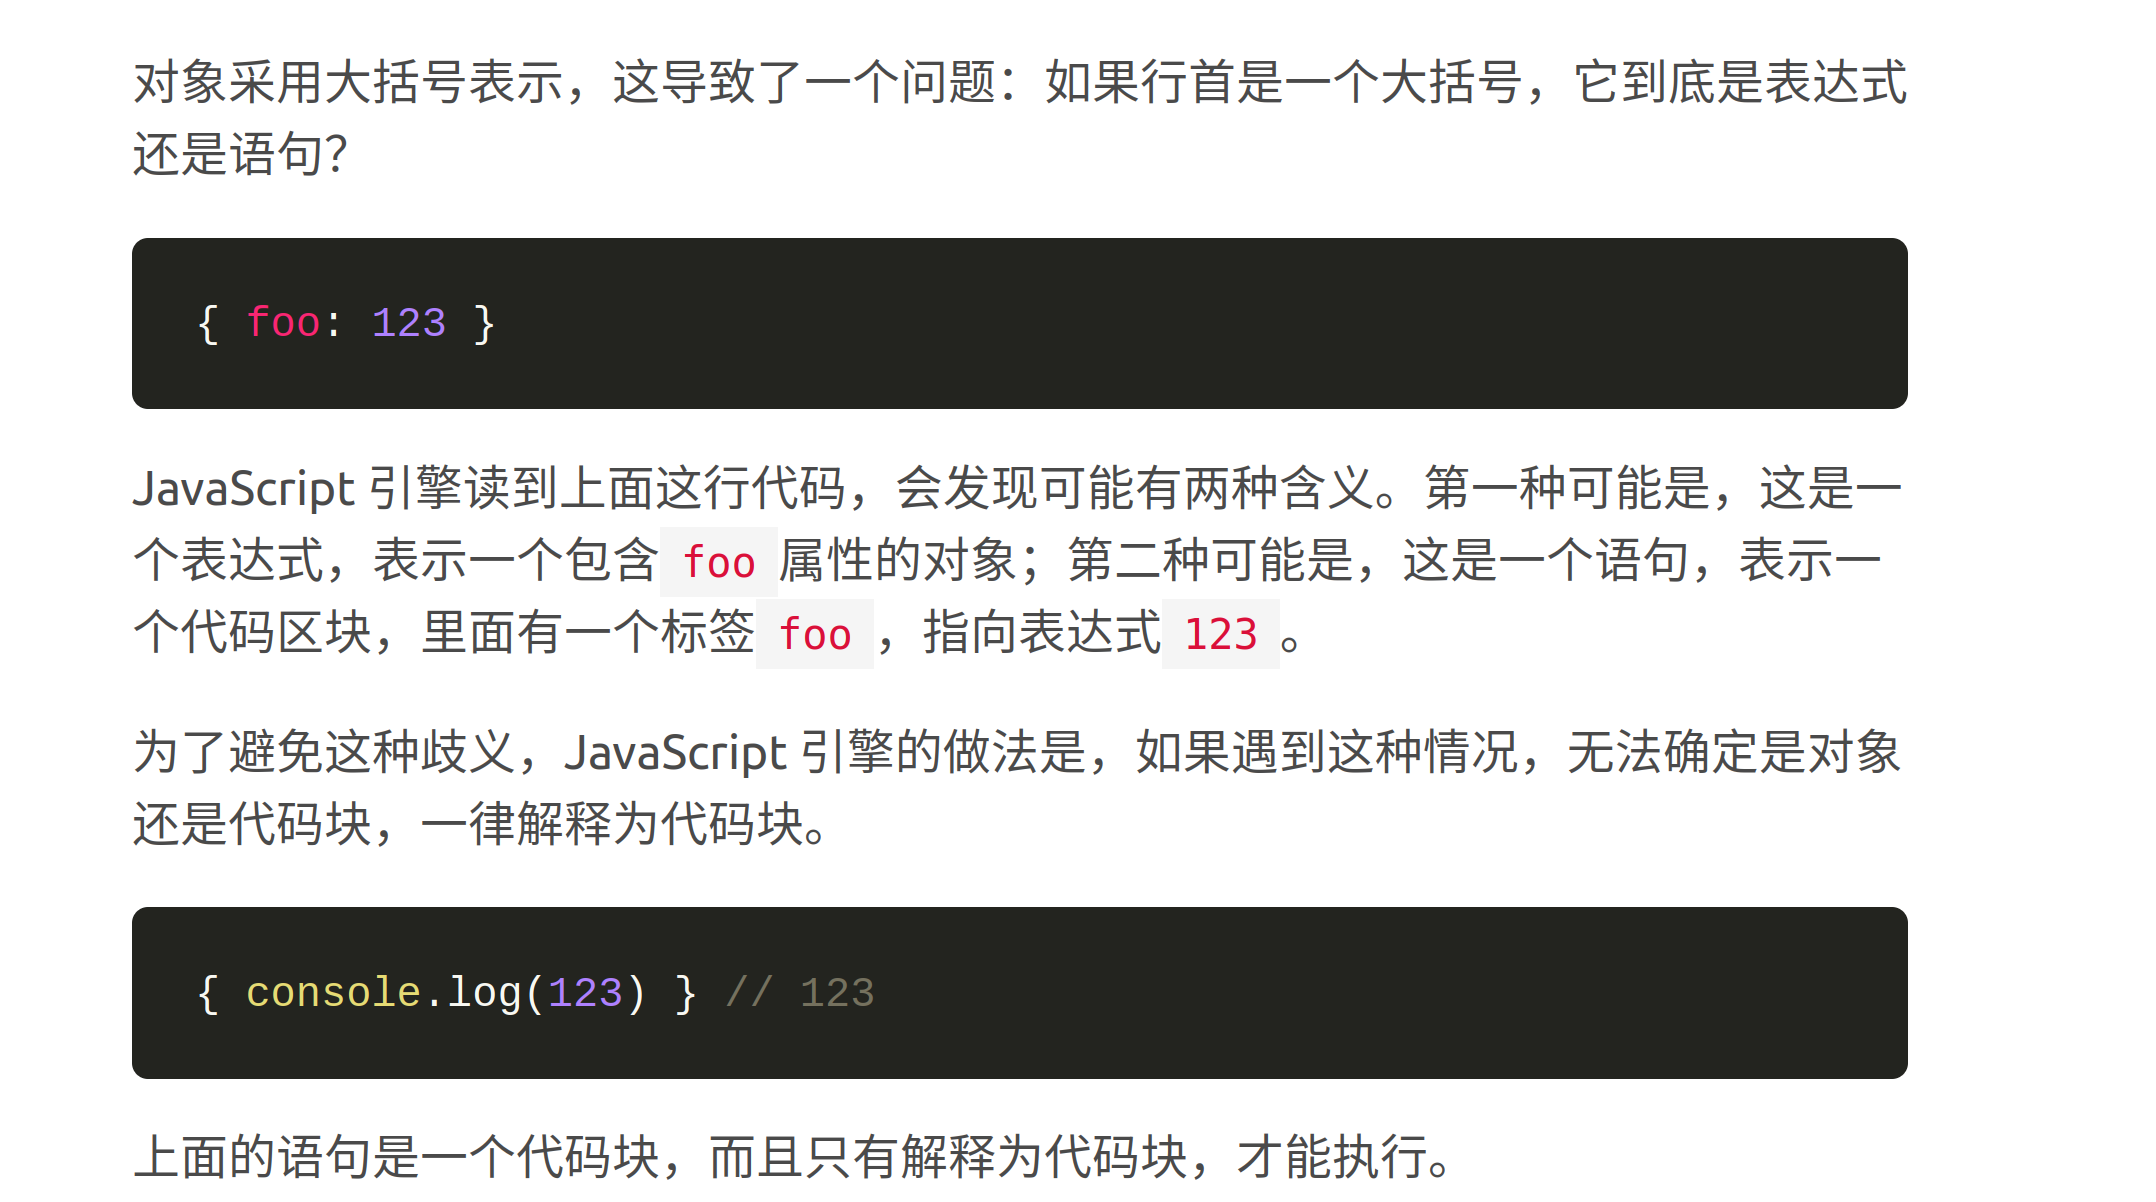 对象采用大括号表示，这导致了一个问题：如果行首是一个大括号，它到底是表达式
还是语句？
{ foo: 123 }
JavaScript 引擎读到上面这行代码，会发现可能有两种含义。第一种可能是，这是一
个表达式，表示一个包含foo属性的对象；第二种可能是，这是一个语句，表示一
个代码区块，里面有一个标签foo，指向表达式123。
为了避免这种歧义，JavaScript 引擎的做法是，如果遇到这种情况，无法确定是对象
还是代码块，一律解释为代码块。
{ console.log(123) } // 123
上面的语句是一个代码块，而且只有解释为代码块，才能执行。